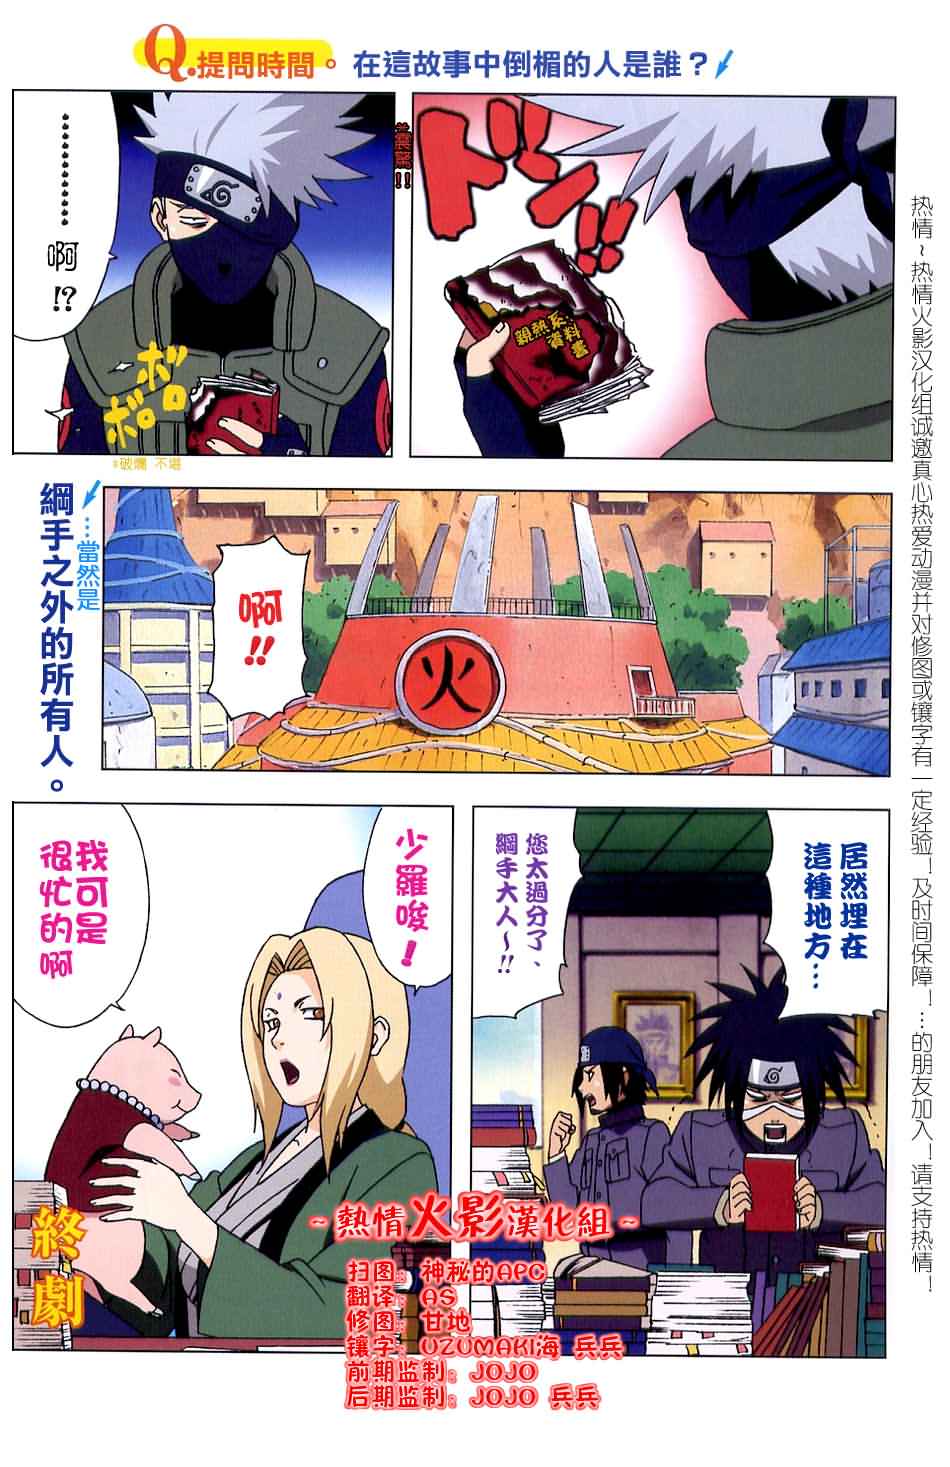 Q.提問時間。 在這故事中倒楣的人是誰？
ドン!!
親熱系列
資料書
………………啊!?
ボロ
ボロ
*破爛 不堪
…當然是
綱手之外的所有人。
啊!!
火
居然埋在
這種地方…
您太過分了、
綱手大人～!!
少羅唆!
我可是
很忙的啊
終劇
~熱情火影漢化組~
扫图：神秘的APC
翻译：AS
修图：甘地
镶字：UZUMAKI海 兵兵
前期监制：JOJO
后期监制：JOJO 兵兵
热情~热情火影汉化组诚邀真心热爱动漫并对修图或镶字有一定经验!及时间保障!…的朋友加入!请支持热情!